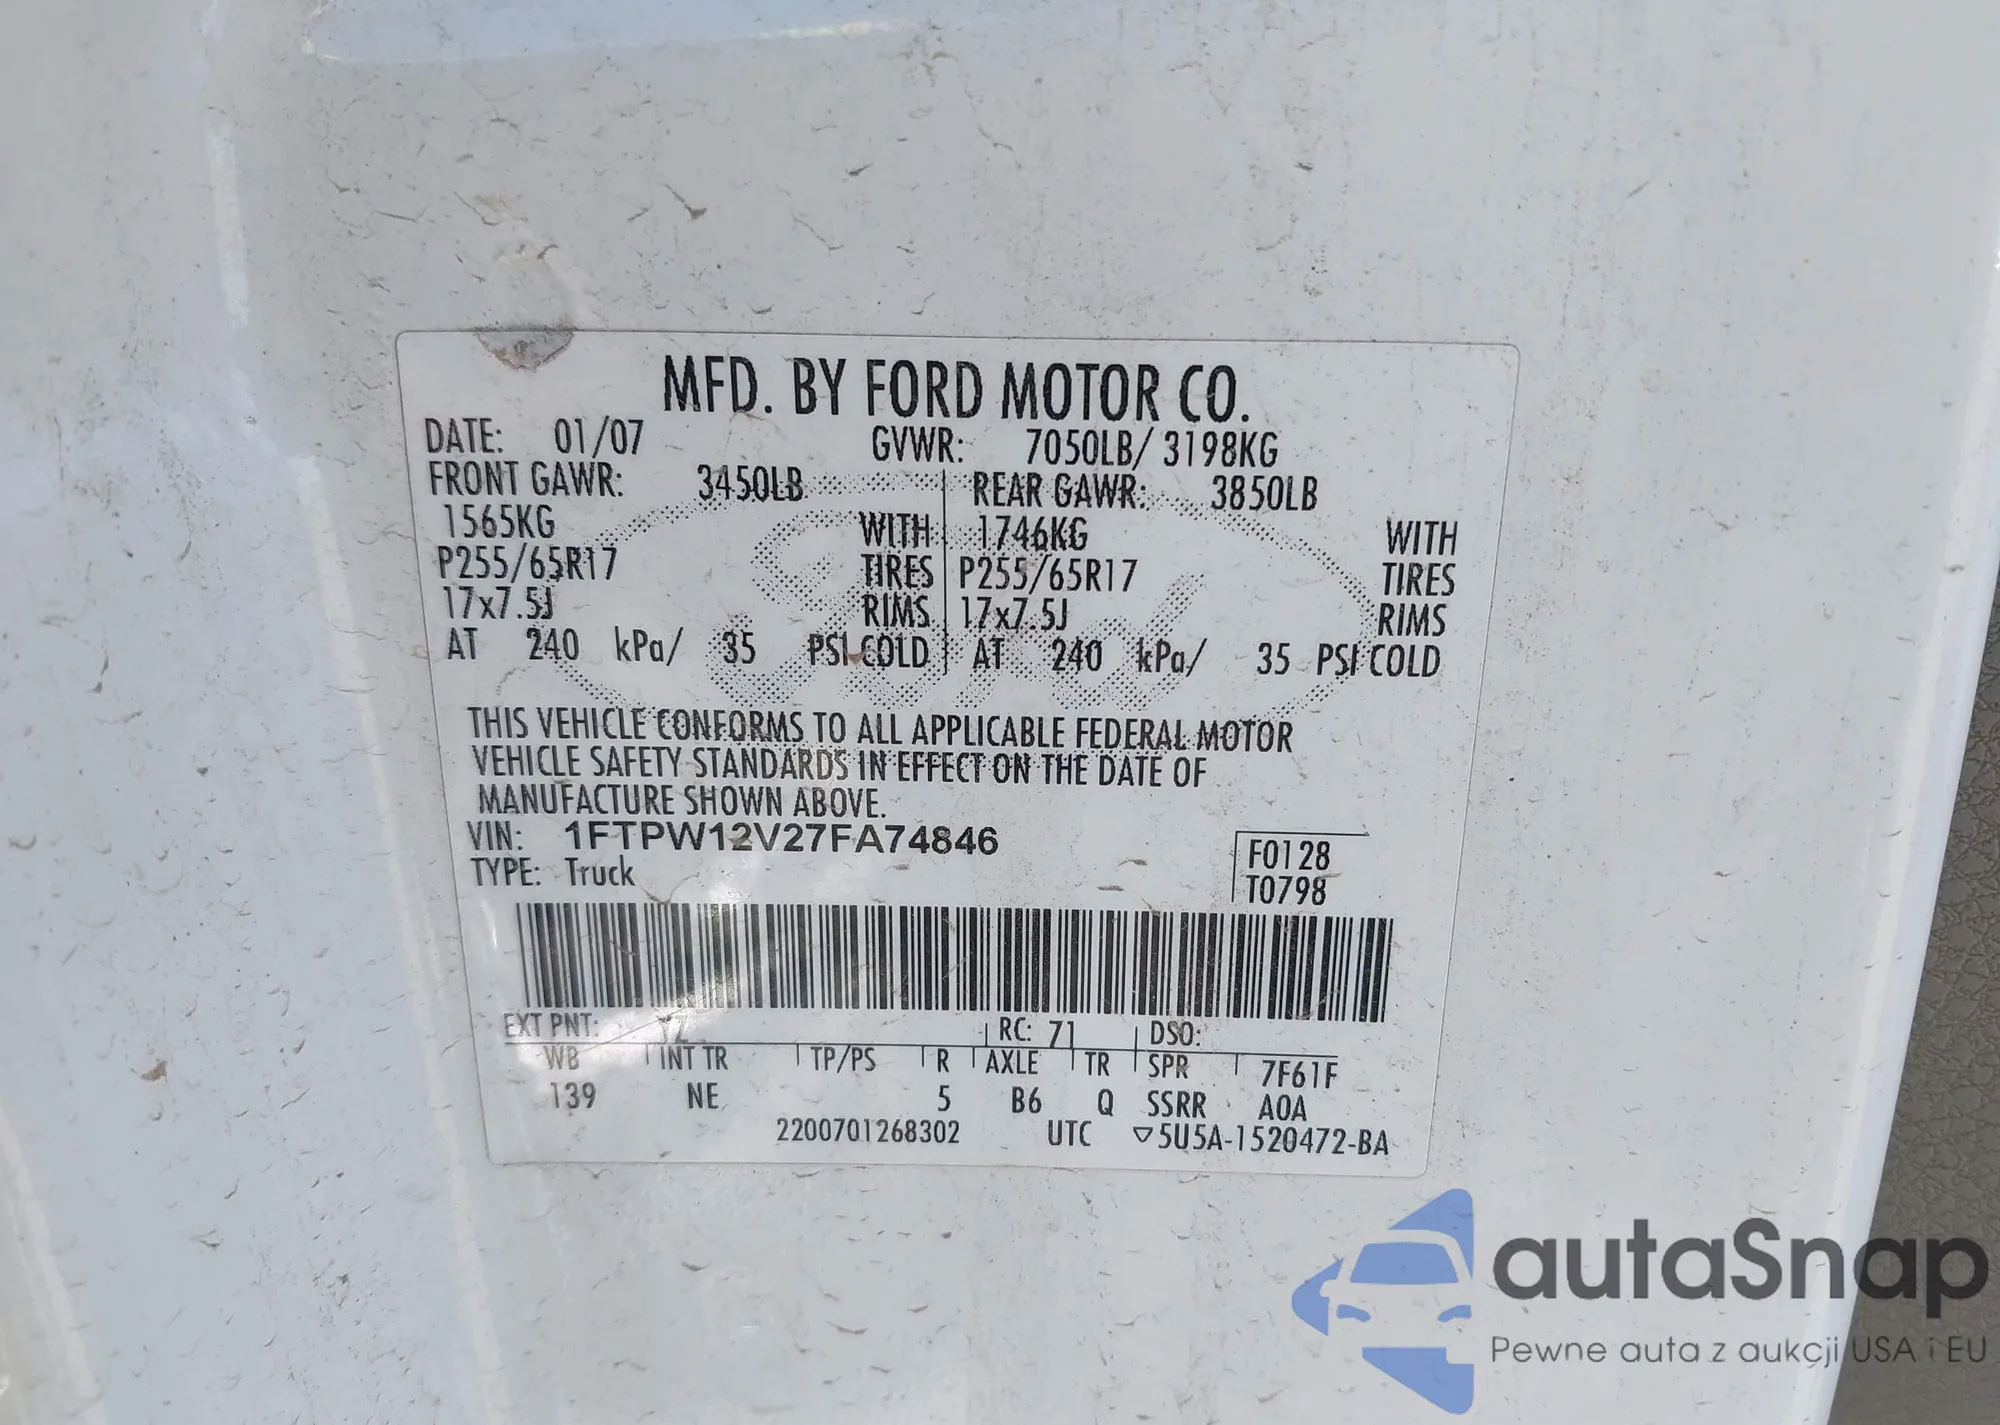 MFD. BY FORD MOTOR CO.
DATE: 01/07 GVWR: 7050LB/ 3198KG
FRONT GAWR: 3450LB REAR GAWR: 3850LB
1565KG WITH 1746KG WITH
P255/65R17 TIRES P255/65R17 TIRES
17x7.5J RIMS 17x7.5J RIMS
AT 240 kPa/ 35 PSI COLD AT 240 kPa/ 35 PSI COLD
THIS VEHICLE CONFORMS TO ALL APPLICABLE FEDERAL MOTOR
VEHICLE SAFETY STANDARDS IN EFFECT ON THE DATE OF
MANUFACTURE SHOWN ABOVE.
VIN: 1FTPW12V27FA74846
TYPE: Truck
F0128
T0798
EXT PNT: YZ RC: 71 DSO:
WB INT TR TP/PS R AXLE TR SPR 7F61F
139 NE 5 B6 Q SSRR A0A
2200701268302 UTC ▽5U5A-1520472-BA
autaSnap
Pewne auta z aukcji USA i EU